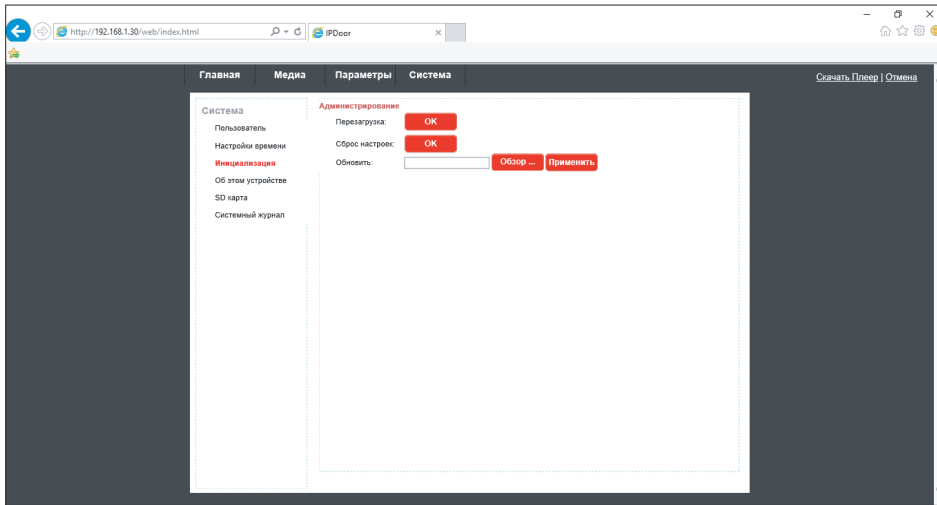 http://192.168.1.30/web/index.html
IPDoor
Главная Медиа Параметры Система
Скачать Плеер | Отмена
Система
Пользователь
Настройки времени
Инициализация
Об этом устройстве
SD карта
Системный журнал
Администрирование
Перезагрузка: OK
Сброс настроек: OK
Обновить: Обзор ... Применить